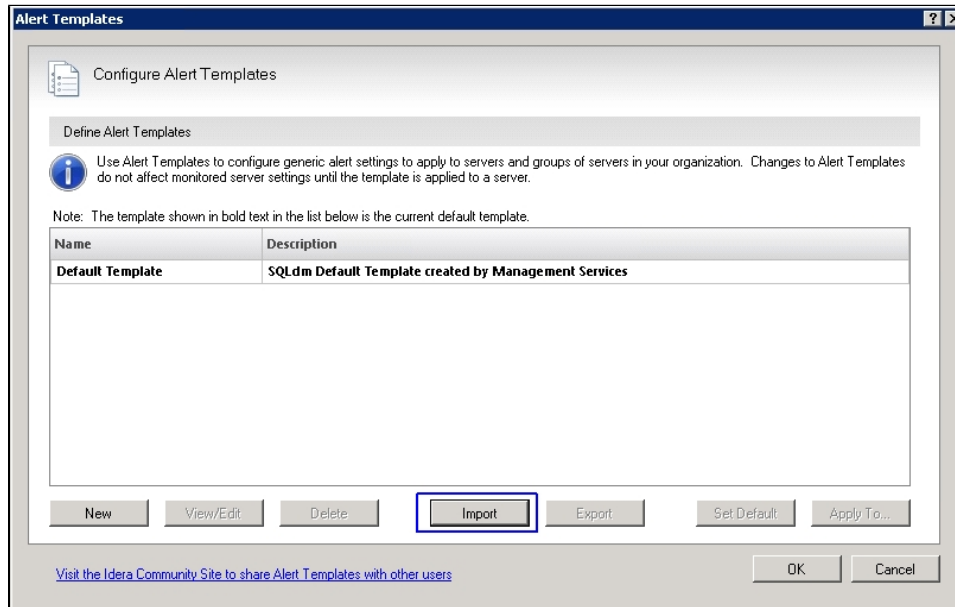 Alert Templates
Configure Alert Templates
Define Alert Templates
Use Alert Templates to configure generic alert settings to apply to servers and groups of servers in your organization. Changes to Alert Templates
do not affect monitored server settings until the template is applied to a server.
Note: The template shown in bold text in the list below is the current default template.
Name Description
Default Template SQLdm Default Template created by Management Services
New View/Edit Delete Import Export Set Default Apply To...
Visit the Idera Community Site to share Alert Templates with other users
OK Cancel